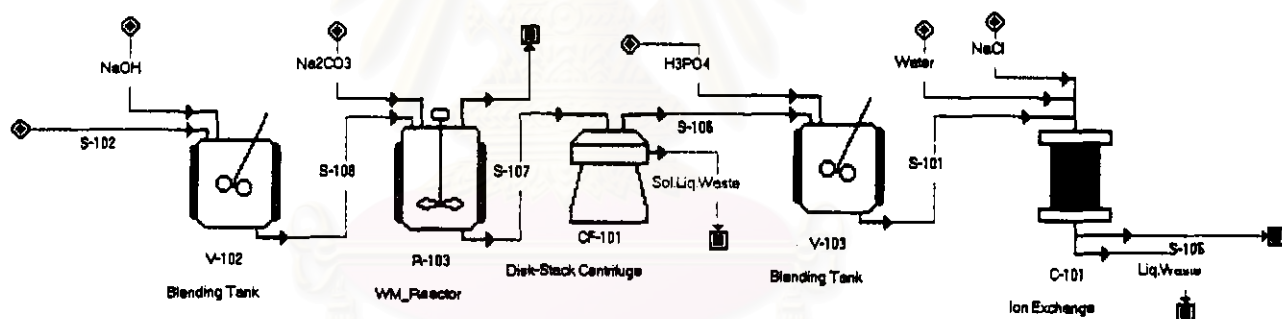 NaOH
Na2CO3
H3PO4
Water
NaCl
S-102
S-108
S-107
S-106
Sol.Liq.Waste
S-101
S-105
Liq.Waste
V-102
R-103
CF-101
V-103
C-101
Blending Tank
WM_Reactor
Disk-Stack Centrifuge
Blending Tank
Ion Exchange